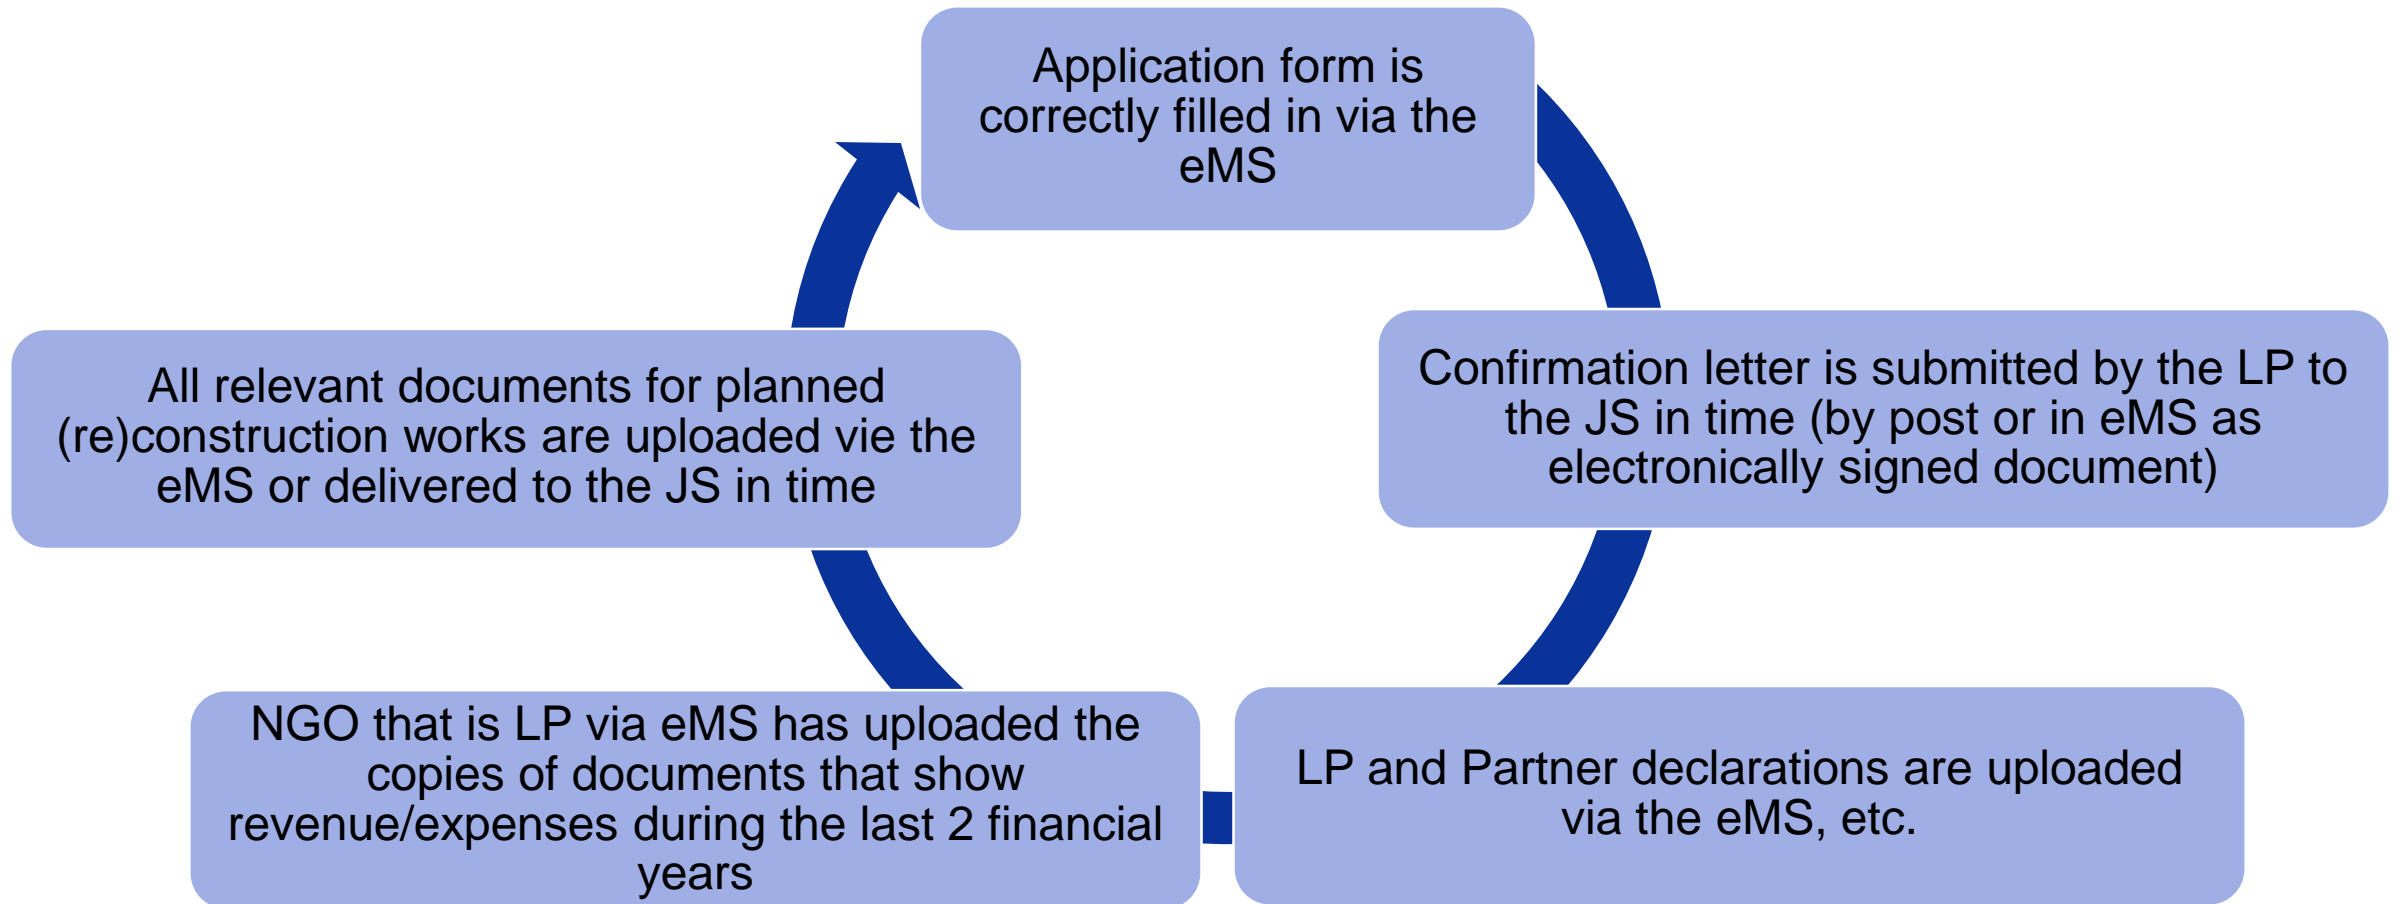 Application form is
correctly filled in via the
eMS
Confirmation letter is submitted by the LP to
the JS in time (by post or in eMS as
electronically signed document)
LP and Partner declarations are uploaded
via the eMS, etc.
NGO that is LP via eMS has uploaded the
copies of documents that show
revenue/expenses during the last 2 financial
years
All relevant documents for planned
(re)construction works are uploaded vie the
eMS or delivered to the JS in time